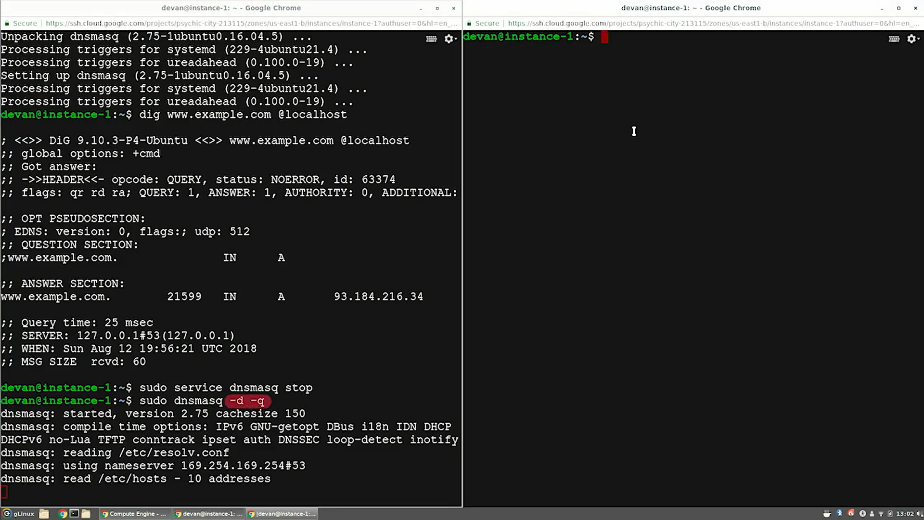 devan@instance-1: ~ - Google Chrome
Secure https://ssh.cloud.google.com/projects/psychic-city-213115/zones/us-east1-b/instances/instance-1?authuser=0&hl=en_...
Unpacking dnsmasq (2.75-1ubuntu0.16.04.5) ...
Processing triggers for systemd (229-4ubuntu21.4) ...
Processing triggers for ureadahead (0.100.0-19) ...
Setting up dnsmasq (2.75-1ubuntu0.16.04.5) ...
Processing triggers for systemd (229-4ubuntu21.4) ...
Processing triggers for ureadahead (0.100.0-19) ...
devan@instance-1:~$ dig www.example.com @localhost
; <<>> DiG 9.10.3-P4-Ubuntu <<>> www.example.com @localhost
;; global options: +cmd
;; Got answer:
;; ->>HEADER<<- opcode: QUERY, status: NOERROR, id: 63374
;; flags: qr rd ra; QUERY: 1, ANSWER: 1, AUTHORITY: 0, ADDITIONAL:
;; OPT PSEUDOSECTION:
; EDNS: version: 0, flags:; udp: 512
;; QUESTION SECTION:
;www.example.com. IN A
;; ANSWER SECTION:
www.example.com. 21599 IN A 93.184.216.34
;; Query time: 25 msec
;; SERVER: 127.0.0.1#53(127.0.0.1)
;; WHEN: Sun Aug 12 19:56:21 UTC 2018
;; MSG SIZE rcvd: 60
devan@instance-1:~$ sudo service dnsmasq stop
devan@instance-1:~$ sudo dnsmasq -d -q
dnsmasq: started, version 2.75 cachesize 150
dnsmasq: compile time options: IPv6 GNU-getopt DBus i18n IDN DHCP
DHCPv6 no-Lua TFTP conntrack ipset auth DNSSEC loop-detect inotify
dnsmasq: reading /etc/resolv.conf
dnsmasq: using nameserver 169.254.169.254#53
dnsmasq: read /etc/hosts - 10 addresses
devan@instance-1: ~ - Google Chrome
Secure https://ssh.cloud.google.com/projects/psychic-city-213115/zones/us-east1-b/instances/instance-1?authuser=0&hl=en_...
devan@instance-1:~$
gLinux Compute Engine -... devan@instance-1:... devan@instance-1:... 13:02